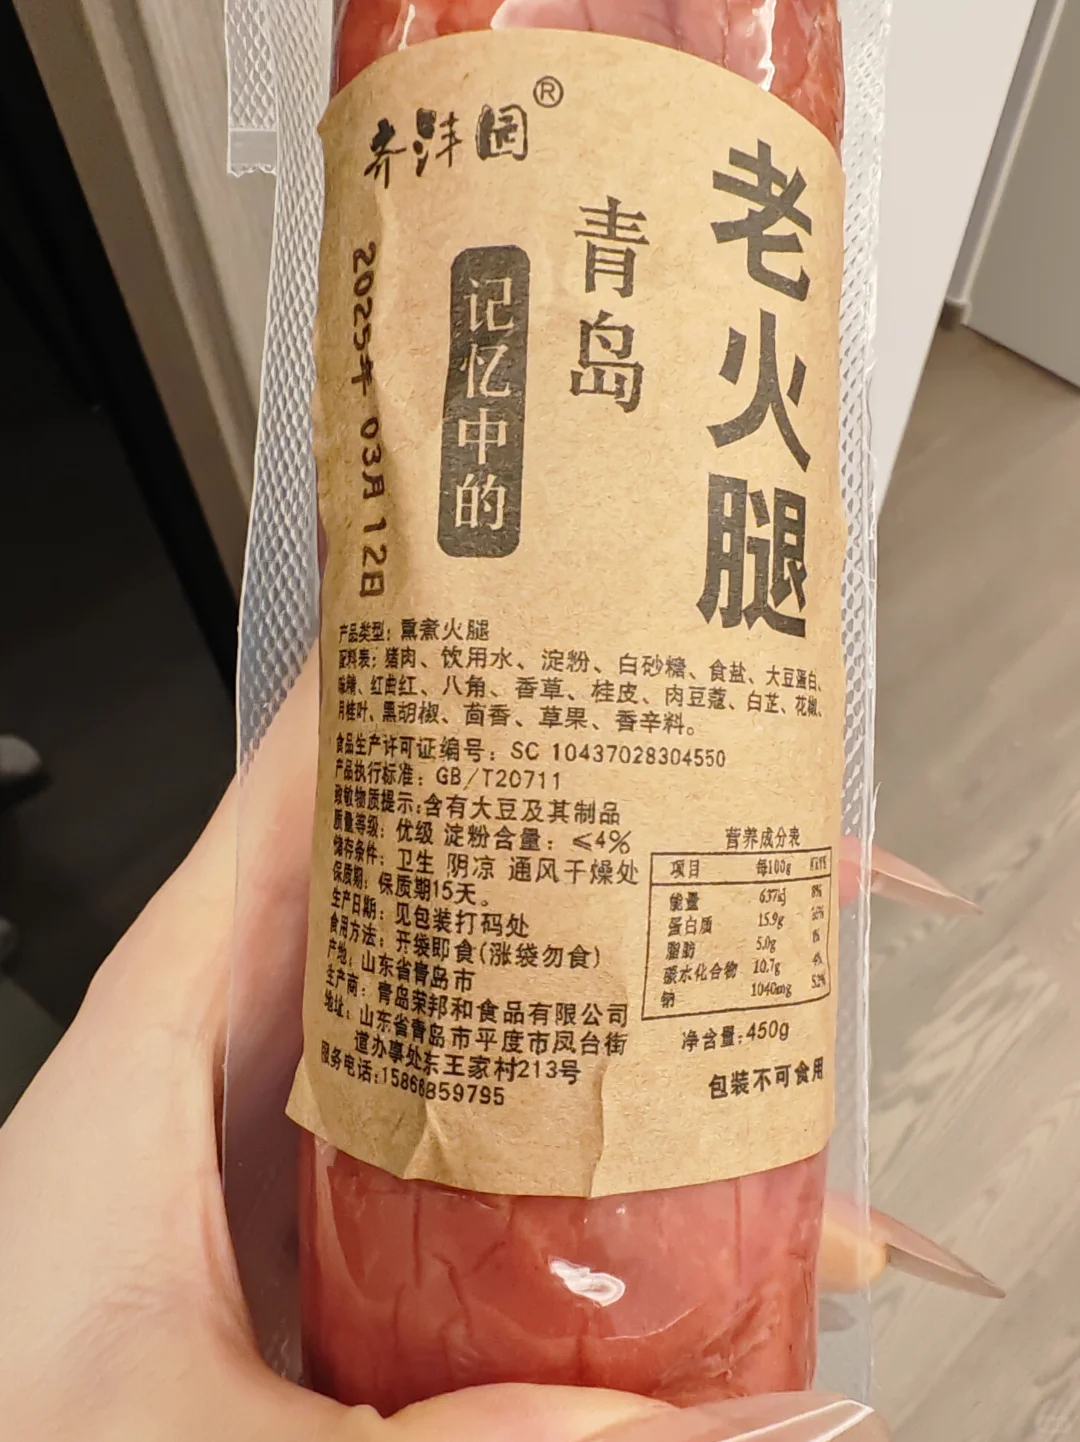 齐沣园®
老火腿
青岛
记忆中的
2025年 03月 12日
产品类型：熏煮火腿
配料表：猪肉、饮用水、淀粉、白砂糖、食盐、大豆蛋白、
味精、红曲红、八角、香草、桂皮、肉豆蔻、白芷、花椒、
月桂叶、黑胡椒、茴香、草果、香辛料。
食品生产许可证编号：SC 10437028304550
产品执行标准：GB/T20711
致敏物质提示：含有大豆及其制品
质量等级：优级 淀粉含量：≤4%
储存条件：卫生 阴凉 通风干燥处
保质期：保质期15天。
生产日期：见包装打码处
食用方法：开袋即食(涨袋勿食)
产地：山东省青岛市
生产商：青岛荣邦和食品有限公司
地址：山东省青岛市平度市凤台街
道办事处东王家村213号
服务电话：15866859795
营养成分表
项目 每100g NRV%
能量 637kj 8%
蛋白质 15.9g
脂肪 5.0g
碳水化合物 10.7g 4%
钠 1040mg 52%
净含量：450g
包装不可食用